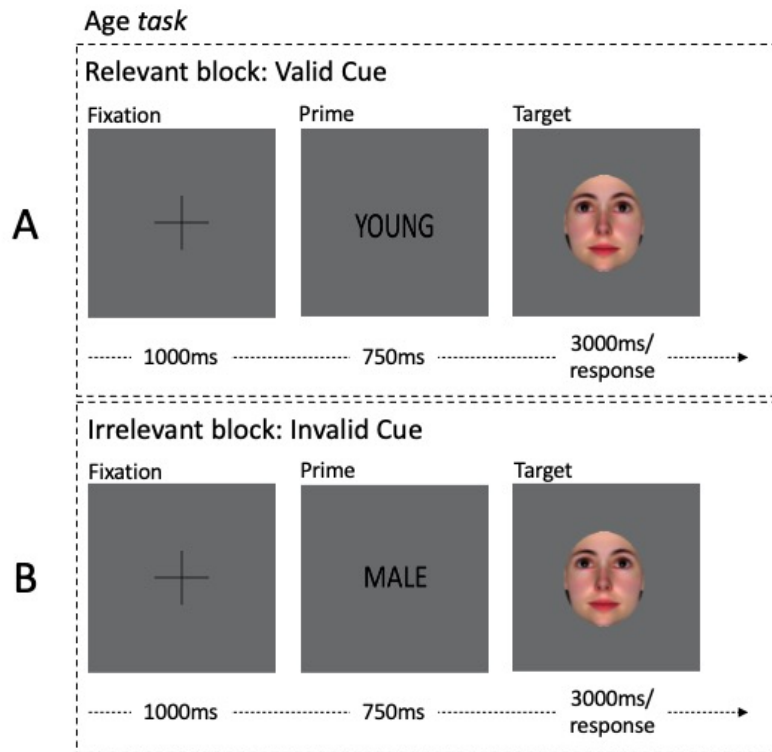 Age task
Relevant block: Valid Cue
Fixation Prime Target
A
YOUNG
1000ms 750ms 3000ms/
response
Irrelevant block: Invalid Cue
Fixation Prime Target
B
MALE
1000ms 750ms 3000ms/
response